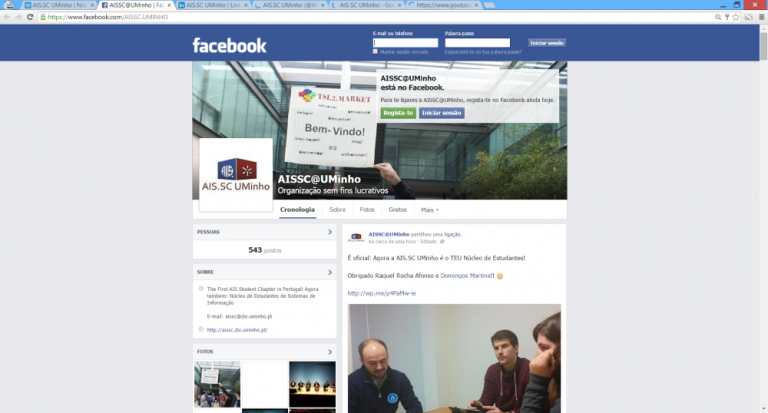 AIS.SC UMinho | Núc
AISSC@UMinho | Fac
AIS.SC UMinho | Link
AIS.SC UMinho (@Ais
AIS.SC UMinho - Go
https://www.youtube
https://www.facebook.com/AISSC.UMINHO
facebook
E-mail ou telefone
Palavra-passe
Iniciar sessão
Manter sessão iniciada
Esqueceste-te da tua palavra-passe?
AISSC@UMinho
está no Facebook.
Para te ligares a AISSC@UMinho, regista-te no Facebook ainda hoje.
Regista-te
Iniciar sessão
TSI.2.MARKET
Bem-Vindo!
AIS.SC UMinho
AISSC@UMinho
Organização sem fins lucrativos
Cronologia
Sobre
Fotos
Gostos
Mais
PESSOAS
543 gostos
SOBRE
The First AIS Student Chapter in Portugal! Agora
também: Núcleo de Estudantes de Sistemas de
Informação
E-mail: aissc@dsi.uminho.pt
http://aissc.dsi.uminho.pt/
FOTOS
AISSC@UMinho partilhou uma ligação.
há cerca de uma hora · Editado
É oficial: Agora a AIS.SC UMinho é o TEU Núcleo de Estudantes!
Obrigado Raquel Rocha Afonso e Domingos Martins!!
http://wp.me/p4PaMw-ie